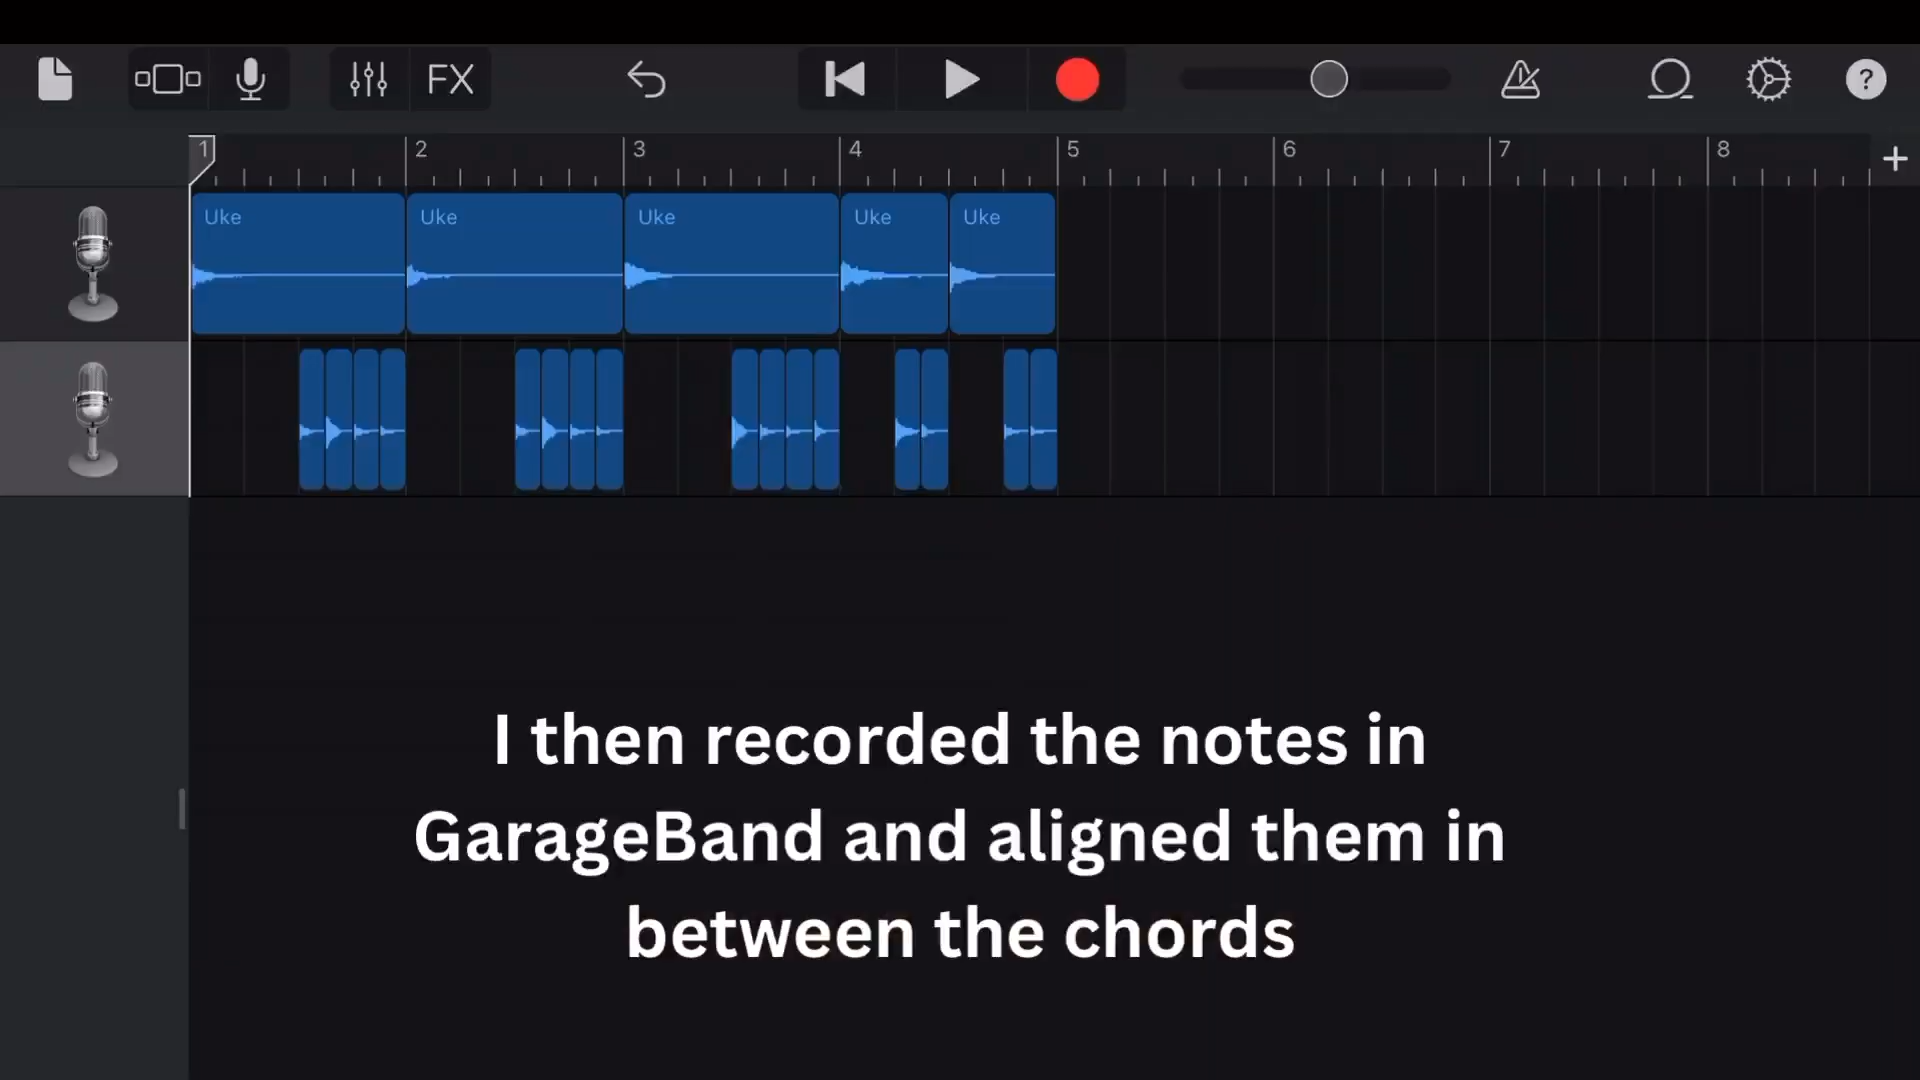 FX
?
1 2 3 4 5 6 7 8
Uke Uke Uke Uke Uke
I then recorded the notes in
GarageBand and aligned them in
between the chords